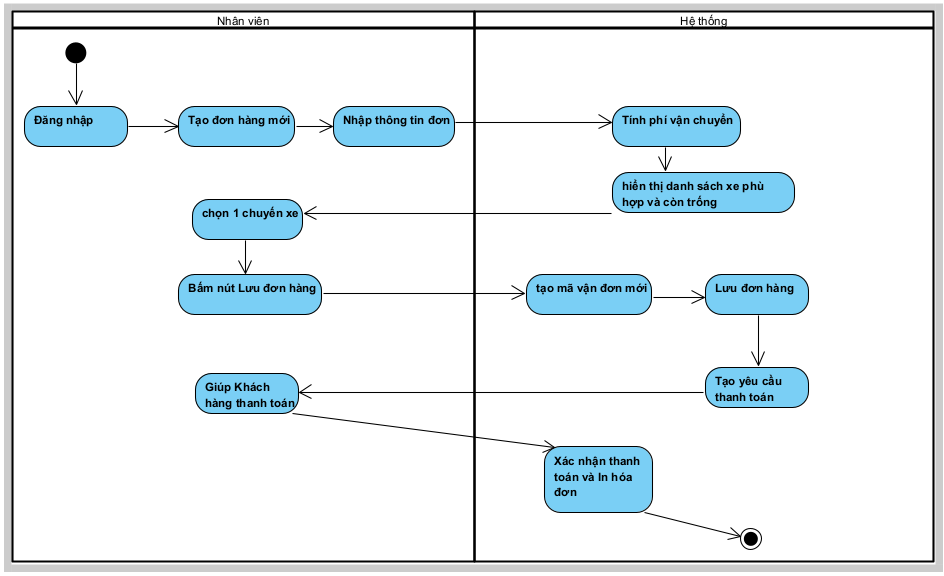 Nhân viên
Hệ thống
Đăng nhập
Tạo đơn hàng mới
Nhập thông tin đơn
Tính phí vận chuyển
hiển thị danh sách xe phù
hợp và còn trống
chọn 1 chuyến xe
Bấm nút Lưu đơn hàng
tạo mã vận đơn mới
Lưu đơn hàng
Tạo yêu cầu
thanh toán
Giúp Khách
hàng thanh toán
Xác nhận thanh
toán và In hóa
đơn